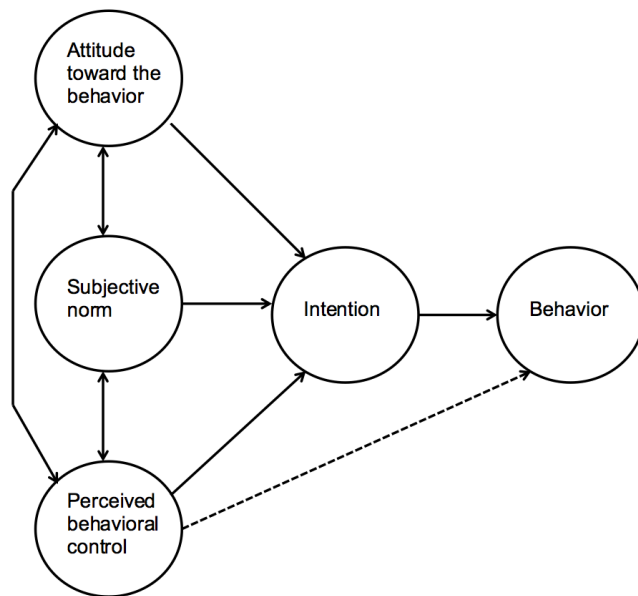 Attitude
toward the
behavior
Subjective
norm
Intention
Behavior
Perceived
behavioral
control